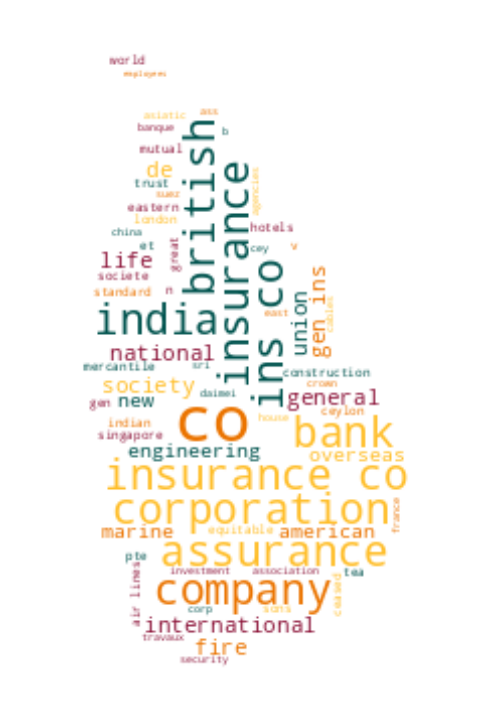 world
employees
ass
asiatic
banque
b
british
mutual
de
trust
insurance
agencies
suez
eastern
london
hotels
china
great
et
cey
v
life
ins co
societe
gen ins
standard
n
union
cables
india
east
national
mercantile
sri
construction
society
crown
daimei
general
gen
new
ceylon
co
house
indian
bank
singapore
engineering
overseas
insurance co
corporation
france
marine
equitable
american
assurance
pte
investment
association
tea
air lines
company
ceased
corp
sons
international
travaux
fire
security